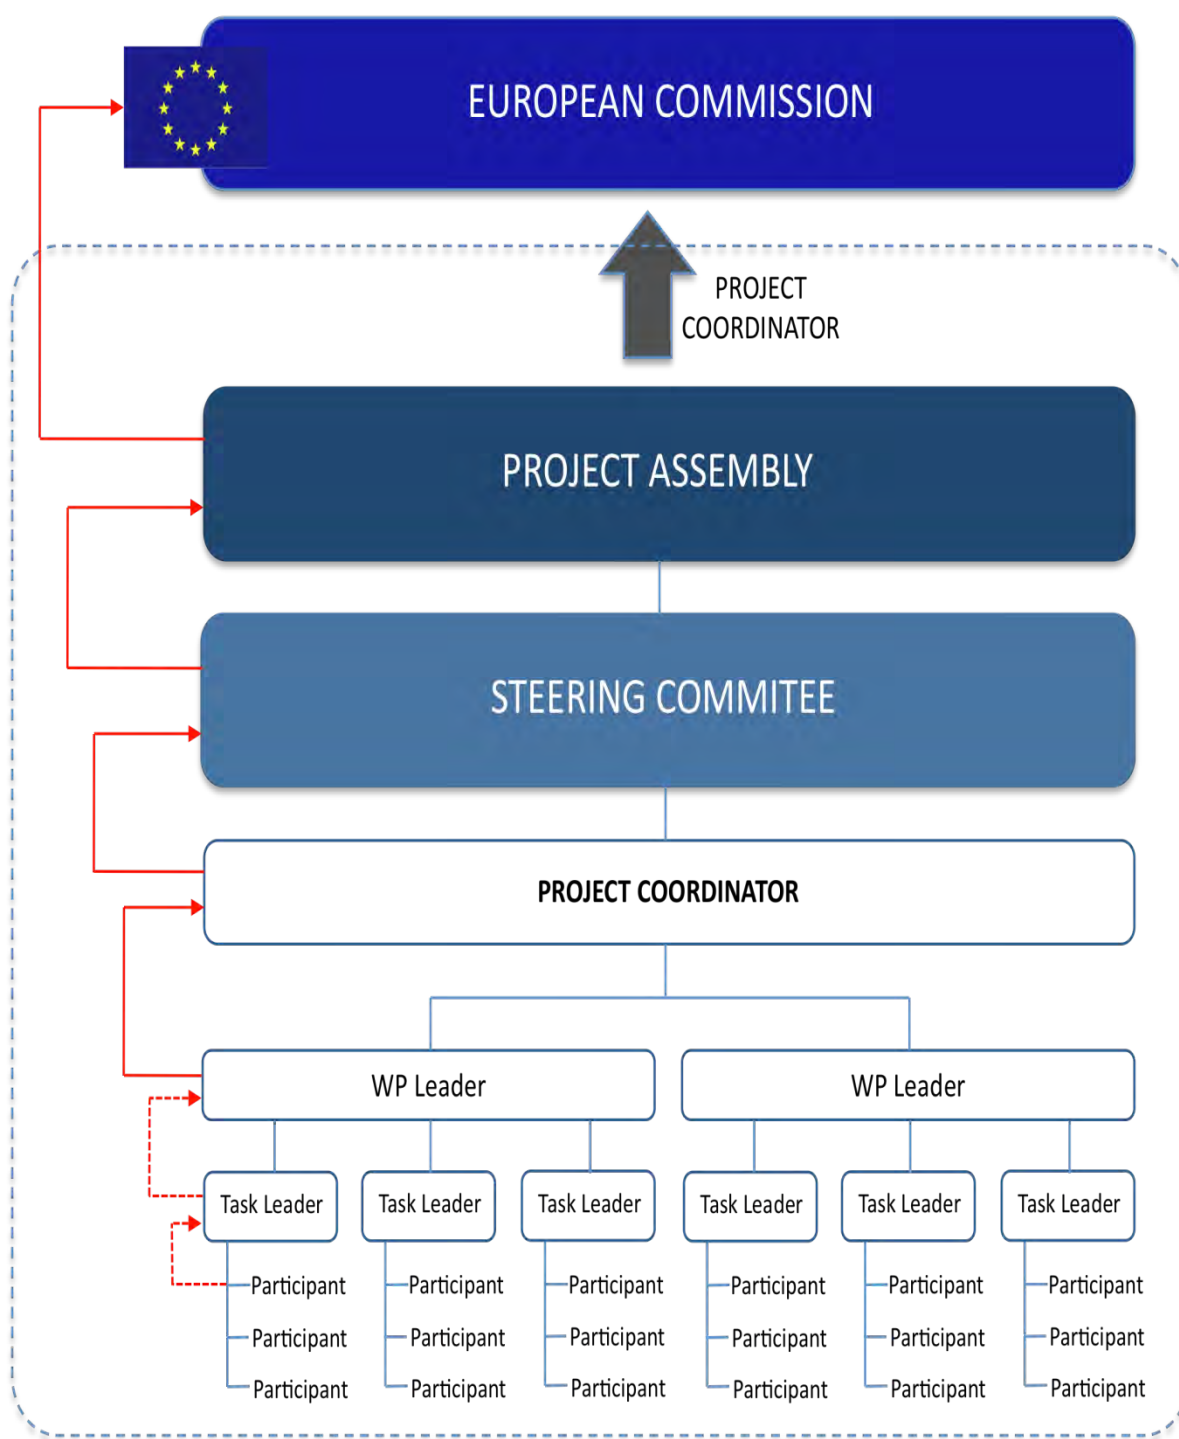 EUROPEAN COMMISSION
PROJECT
COORDINATOR
PROJECT ASSEMBLY
STEERING COMMITEE
PROJECT COORDINATOR
WP Leader WP Leader
Task Leader Task Leader Task Leader Task Leader Task Leader Task Leader
Participant Participant Participant Participant Participant Participant
Participant Participant Participant Participant Participant Participant
Participant Participant Participant Participant Participant Participant